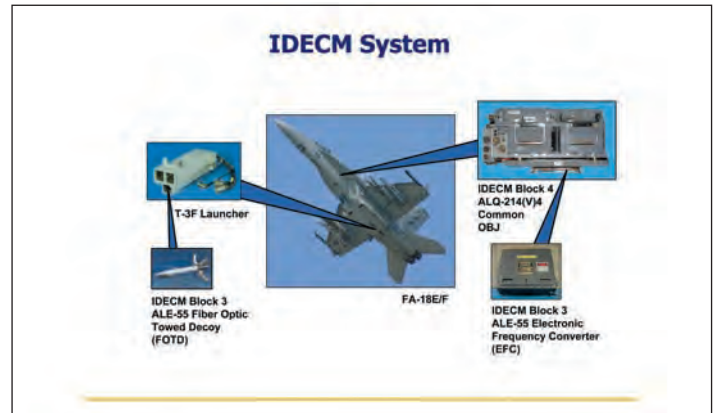 IDECM System
T-3F Launcher
IDECM Block 3
ALE-55 Fiber Optic
Towed Decoy
(FOTD)
FA-18E/F
IDECM Block 4
ALQ-214(V)4
Common
OBJ
IDECM Block 3
ALE-55 Electronic
Frequency Converter
(EFC)